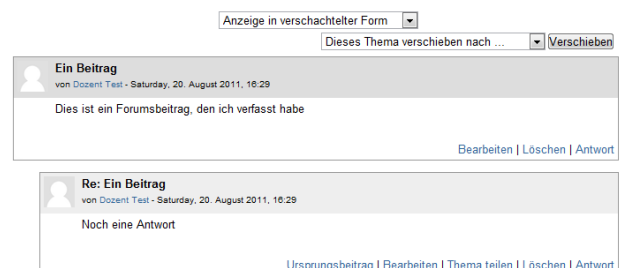 Anzeige in verschachtelter Form
Dieses Thema verschieben nach ... Verschieben
Ein Beitrag
von Dozent Test - Saturday, 20. August 2011, 16:29
Dies ist ein Forumsbeitrag, den ich verfasst habe
Bearbeiten | Löschen | Antwort
Re: Ein Beitrag
von Dozent Test - Saturday, 20. August 2011, 16:29
Noch eine Antwort
Ursprungsbeitrag | Bearbeiten | Thema teilen | Löschen | Antwort